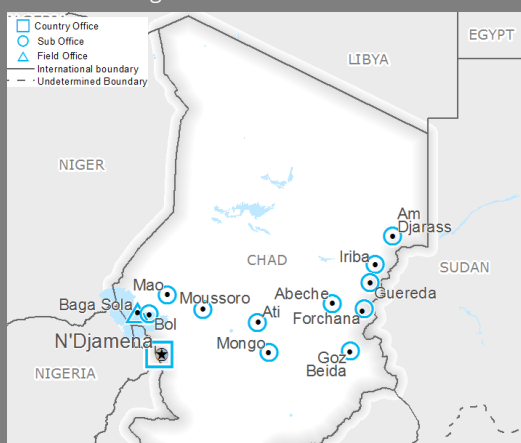 Country Office
Sub Office
Field Office
International boundary
Undetermined Boundary
EGYPT
LIBYA
NIGER
Am
Djarass
CHAD
Iriba
SUDAN
Mao
Abeche
Guereda
Baga Sola
Moussoro
Ati
Forchana
Bol
N'Djamena
Mongo
Goz
Beida
NIGERIA